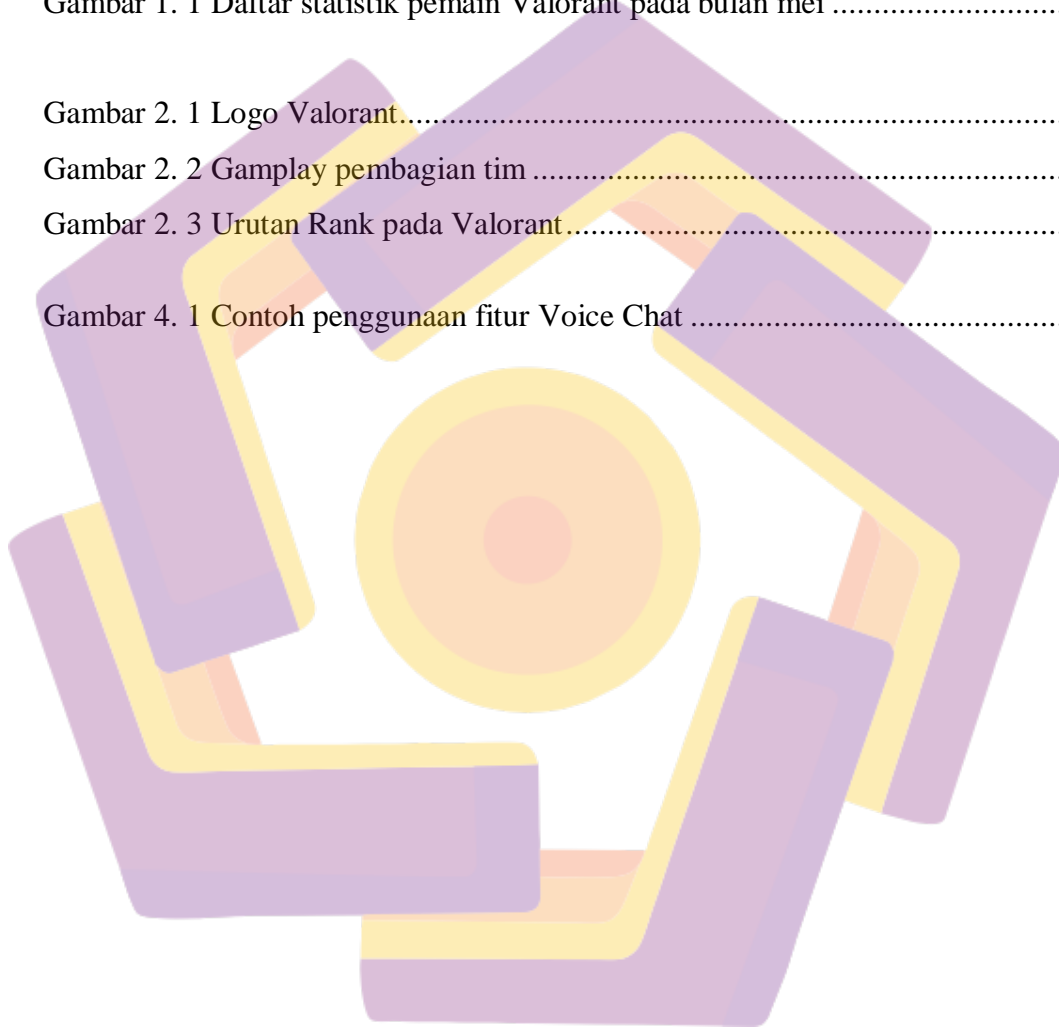 Gambar 1. 1 Daftar statistik pemain Valorant pada bulan mei ............................
Gambar 2. 1 Logo Valorant..................................................................................
Gambar 2. 2 Gamplay pembagian tim ..................................................................
Gambar 2. 3 Urutan Rank pada Valorant..............................................................
Gambar 4. 1 Contoh penggunaan fitur Voice Chat ..............................................